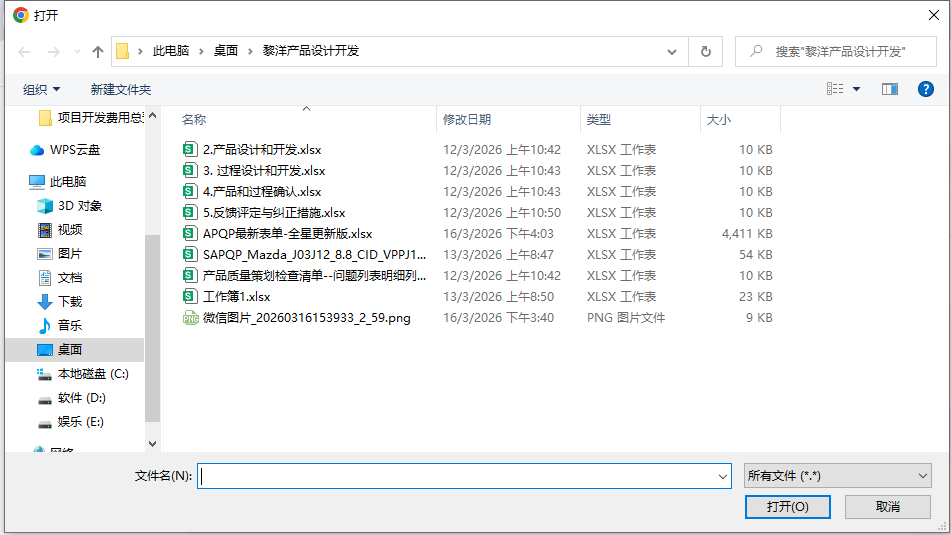 打开
此电脑 › 桌面 › 黎洋产品设计开发
搜索"黎洋产品设计开发"
组织 新建文件夹
项目开发费用总
WPS云盘
此电脑
3D 对象
视频
图片
文档
下载
音乐
桌面
本地磁盘 (C:)
软件 (D:)
娱乐 (E:)
网络
名称 修改日期 类型 大小
2.产品设计和开发.xlsx 12/3/2026 上午10:42 XLSX 工作表 10 KB
3. 过程设计和开发.xlsx 12/3/2026 上午10:43 XLSX 工作表 10 KB
4.产品和过程确认.xlsx 12/3/2026 上午10:43 XLSX 工作表 10 KB
5.反馈评定与纠正措施.xlsx 12/3/2026 上午10:50 XLSX 工作表 10 KB
APQP最新表单-全星更新版.xlsx 16/3/2026 下午4:03 XLSX 工作表 4,411 KB
SAPQP_Mazda_J03J12_8.8_CID_VPPJ1... 13/3/2026 上午8:47 XLSX 工作表 54 KB
产品质量策划检查清单--问题列表明细列... 12/3/2026 上午10:42 XLSX 工作表 10 KB
工作簿1.xlsx 13/3/2026 上午8:50 XLSX 工作表 23 KB
微信图片_20260316153933_2_59.png 16/3/2026 下午3:40 PNG 图片文件 9 KB
文件名(N): 所有文件 (*.*)
打开(O) 取消